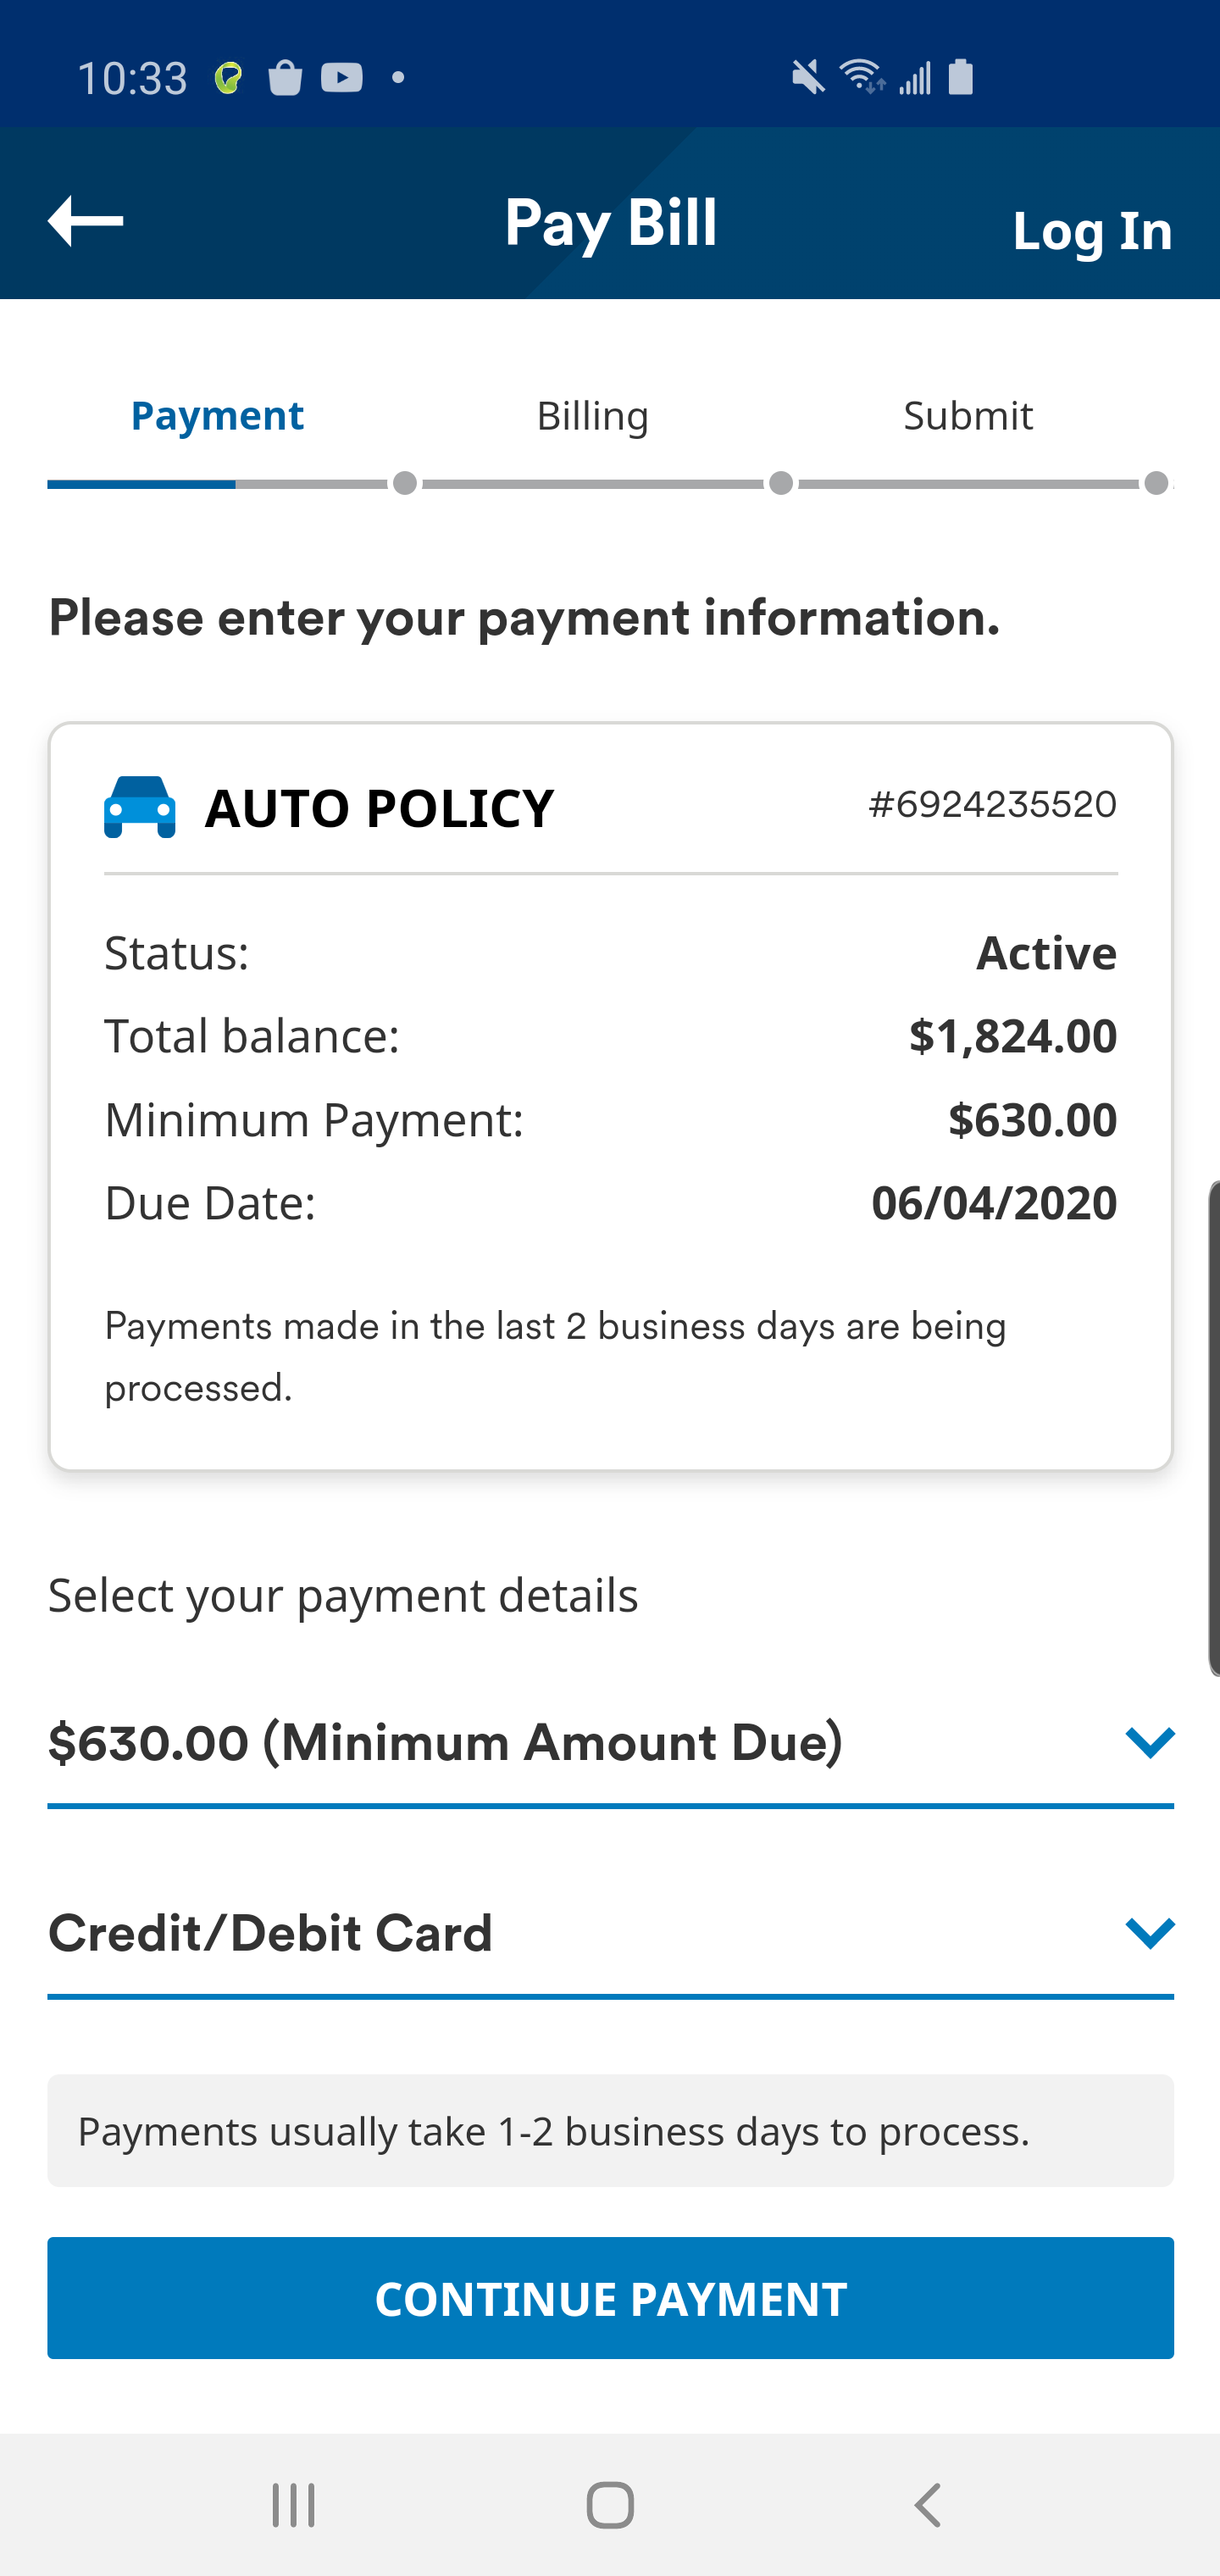 10:33
Pay Bill
Log In
Payment Billing Submit
Please enter your payment information.
AUTO POLICY #6924235520
Status: Active
Total balance: $1,824.00
Minimum Payment: $630.00
Due Date: 06/04/2020
Payments made in the last 2 business days are being
processed.
Select your payment details
$630.00 (Minimum Amount Due)
Credit/Debit Card
Payments usually take 1-2 business days to process.
CONTINUE PAYMENT